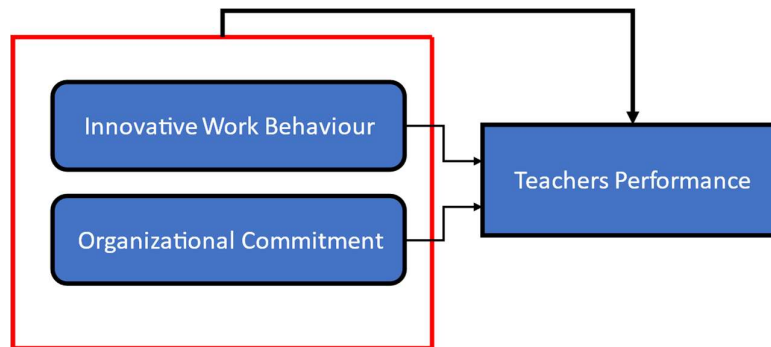 Innovative Work Behaviour
Organizational Commitment
Teachers Performance